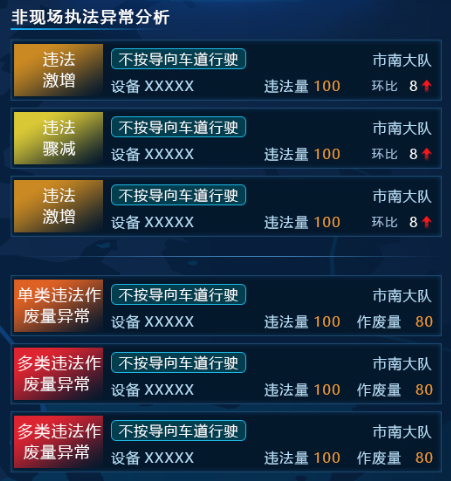 非现场执法异常分析
违法
激增
不按导向车道行驶 市南大队
设备 XXXXX 违法量 100 环比 8
违法
骤减
不按导向车道行驶 市南大队
设备 XXXXX 违法量 100 环比 8
违法
激增
不按导向车道行驶 市南大队
设备 XXXXX 违法量 100 环比 8
单类违法作
废量异常
不按导向车道行驶 市南大队
设备 XXXXX 违法量 100 作废量 80
多类违法作
废量异常
不按导向车道行驶 市南大队
设备 XXXXX 违法量 100 作废量 80
多类违法作
废量异常
不按导向车道行驶 市南大队
设备 XXXXX 违法量 100 作废量 80